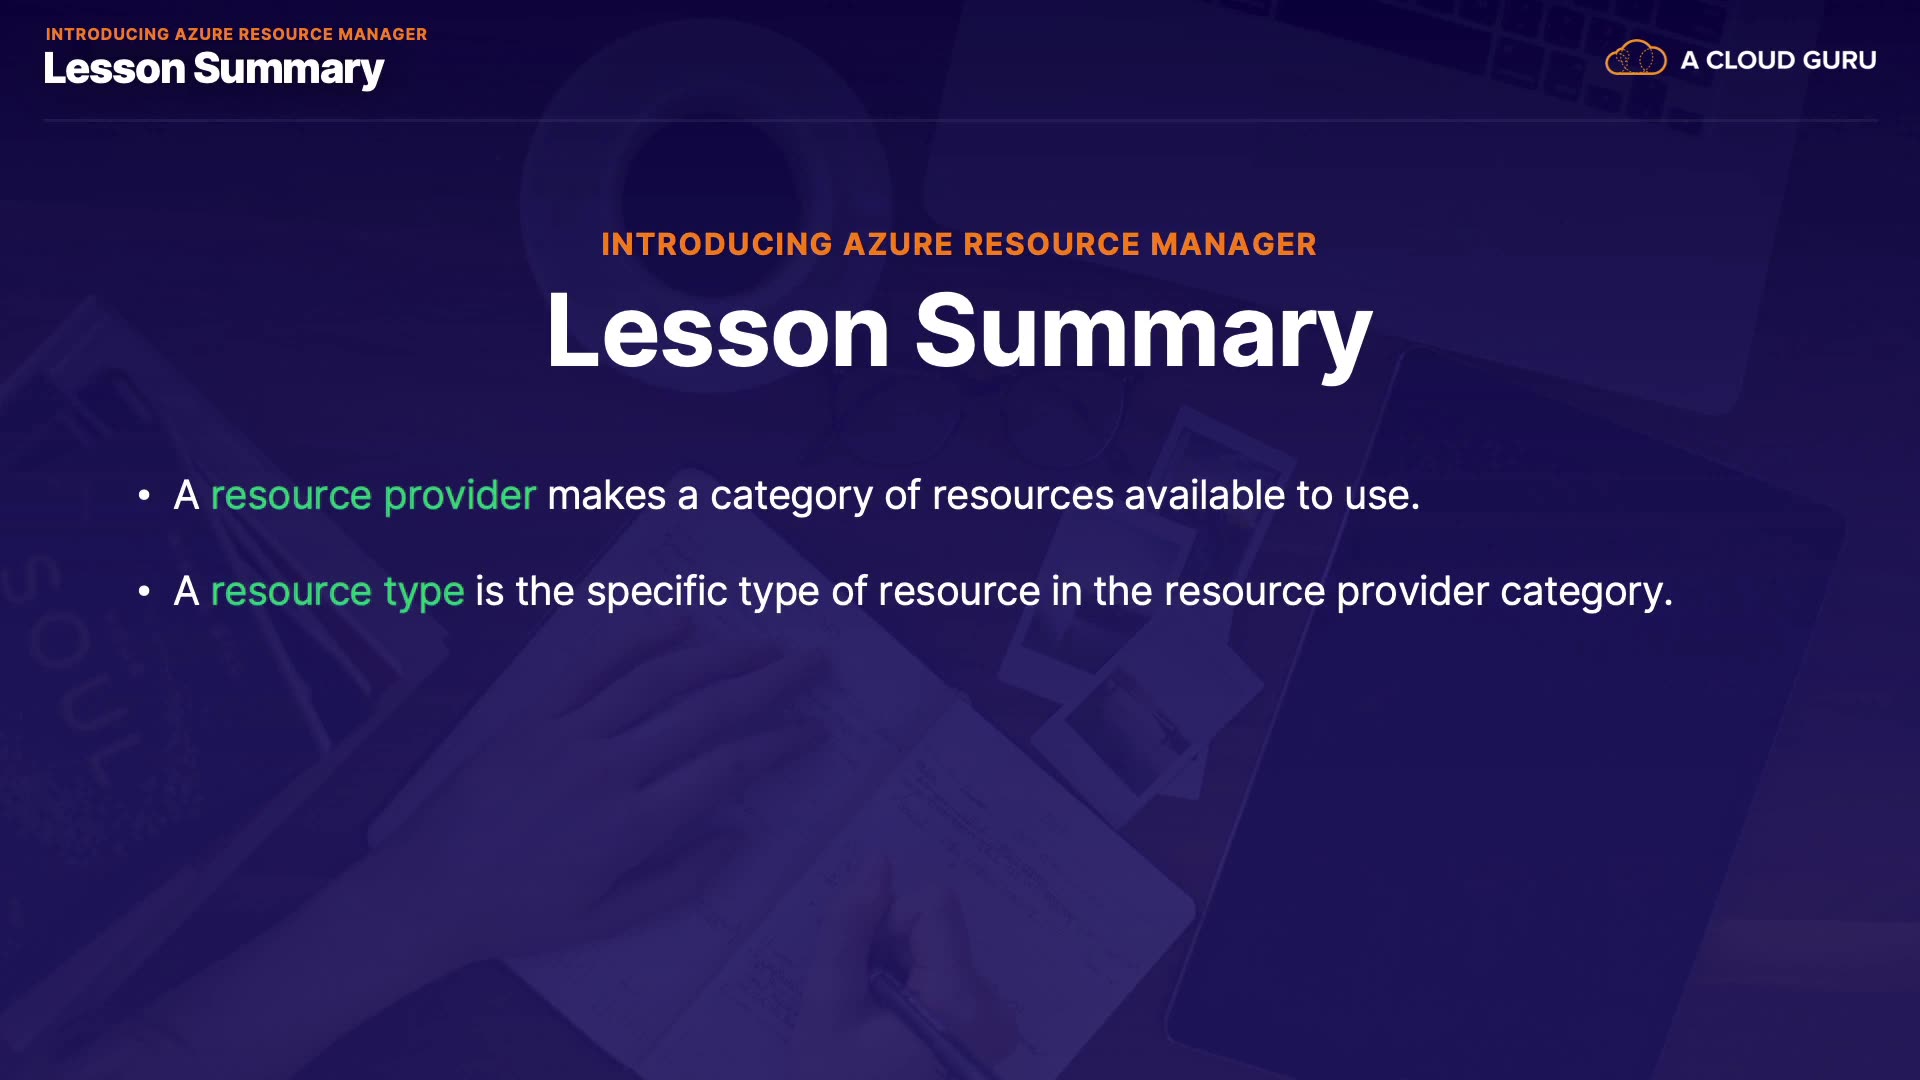 INTRODUCING AZURE RESOURCE MANAGER
Lesson Summary
A CLOUD GURU
INTRODUCING AZURE RESOURCE MANAGER
Lesson Summary
• A resource provider makes a category of resources available to use.
• A resource type is the specific type of resource in the resource provider category.
SOUL